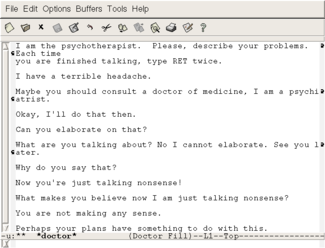 File Edit Options Buffers Tools Help
I am the psychotherapist.  Please, describe your problems.
Each time
you are finished talking, type RET twice.
I have a terrible headache.
Maybe you should consult a doctor of medicine, I am a psychi
atrist.
Okay, I'll do that then.
Can you elaborate on that?
What are you talking about? No I cannot elaborate. See you l
ater.
Why do you say that?
Now you're just talking nonsense!
What makes you believe now I am just talking nonsense?
You are not making any sense.
Perhaps your plans have something to do with this.
-u:**  *doctor*          (Doctor Fill)--L1--Top----------------